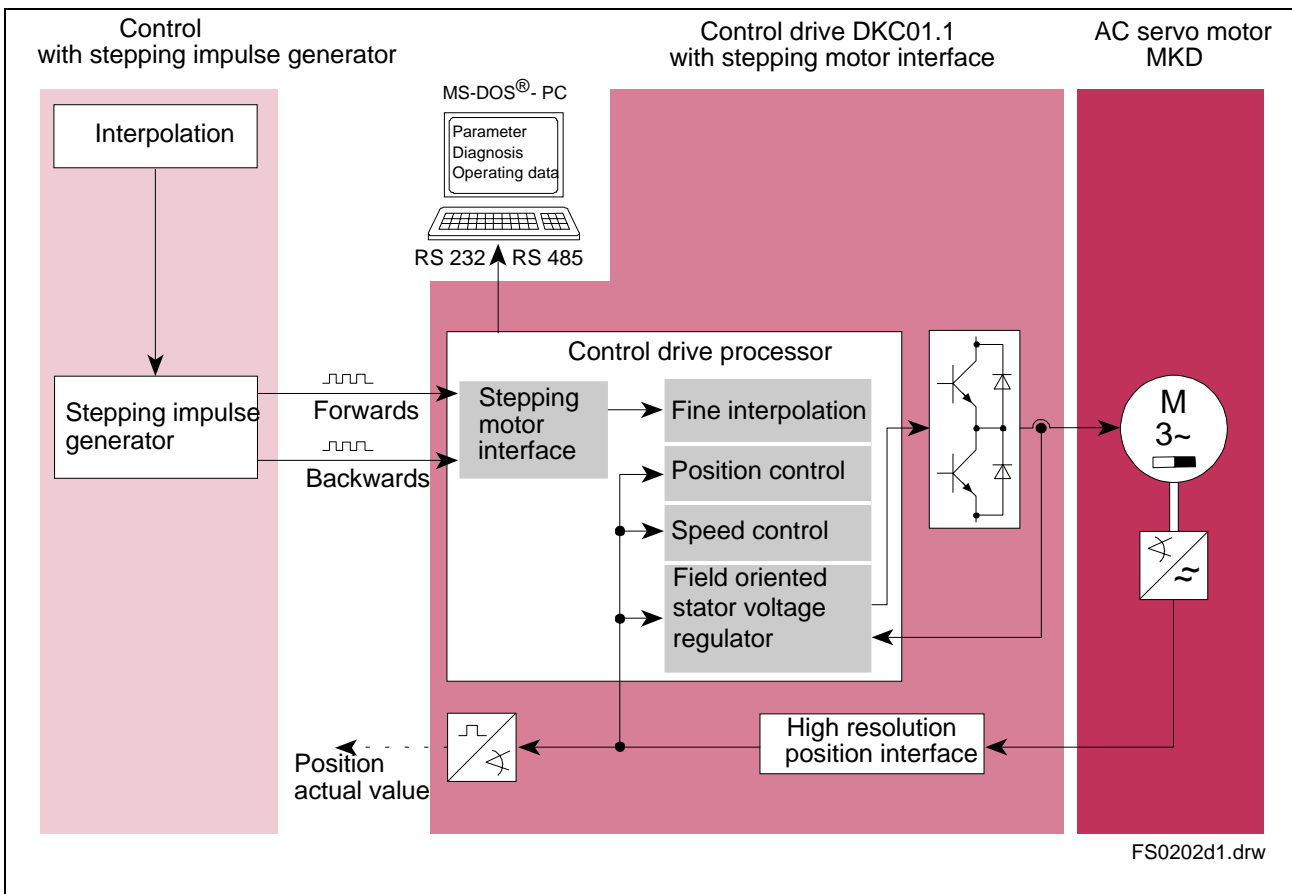 Control
with stepping impulse generator
Control drive DKC01.1
with stepping motor interface
AC servo motor
MKD
MS-DOS®- PC
Parameter
Diagnosis
Operating data
RS 232
RS 485
Interpolation
Stepping impulse
generator
Forwards
Backwards
Control drive processor
Stepping
motor
interface
Fine interpolation
Position control
Speed control
Field oriented
stator voltage
regulator
M
3~
≈
High resolution
position interface
Position
actual value
FS0202d1.drw